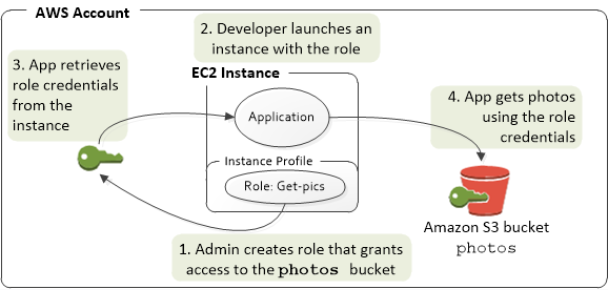 AWS Account
2. Developer launches an
instance with the role
3. App retrieves
role credentials
from the
instance
EC2 Instance
Application
4. App gets photos
using the role
credentials
Instance Profile
Role: Get-pics
Amazon S3 bucket
photos
1. Admin creates role that grants
access to the photos bucket